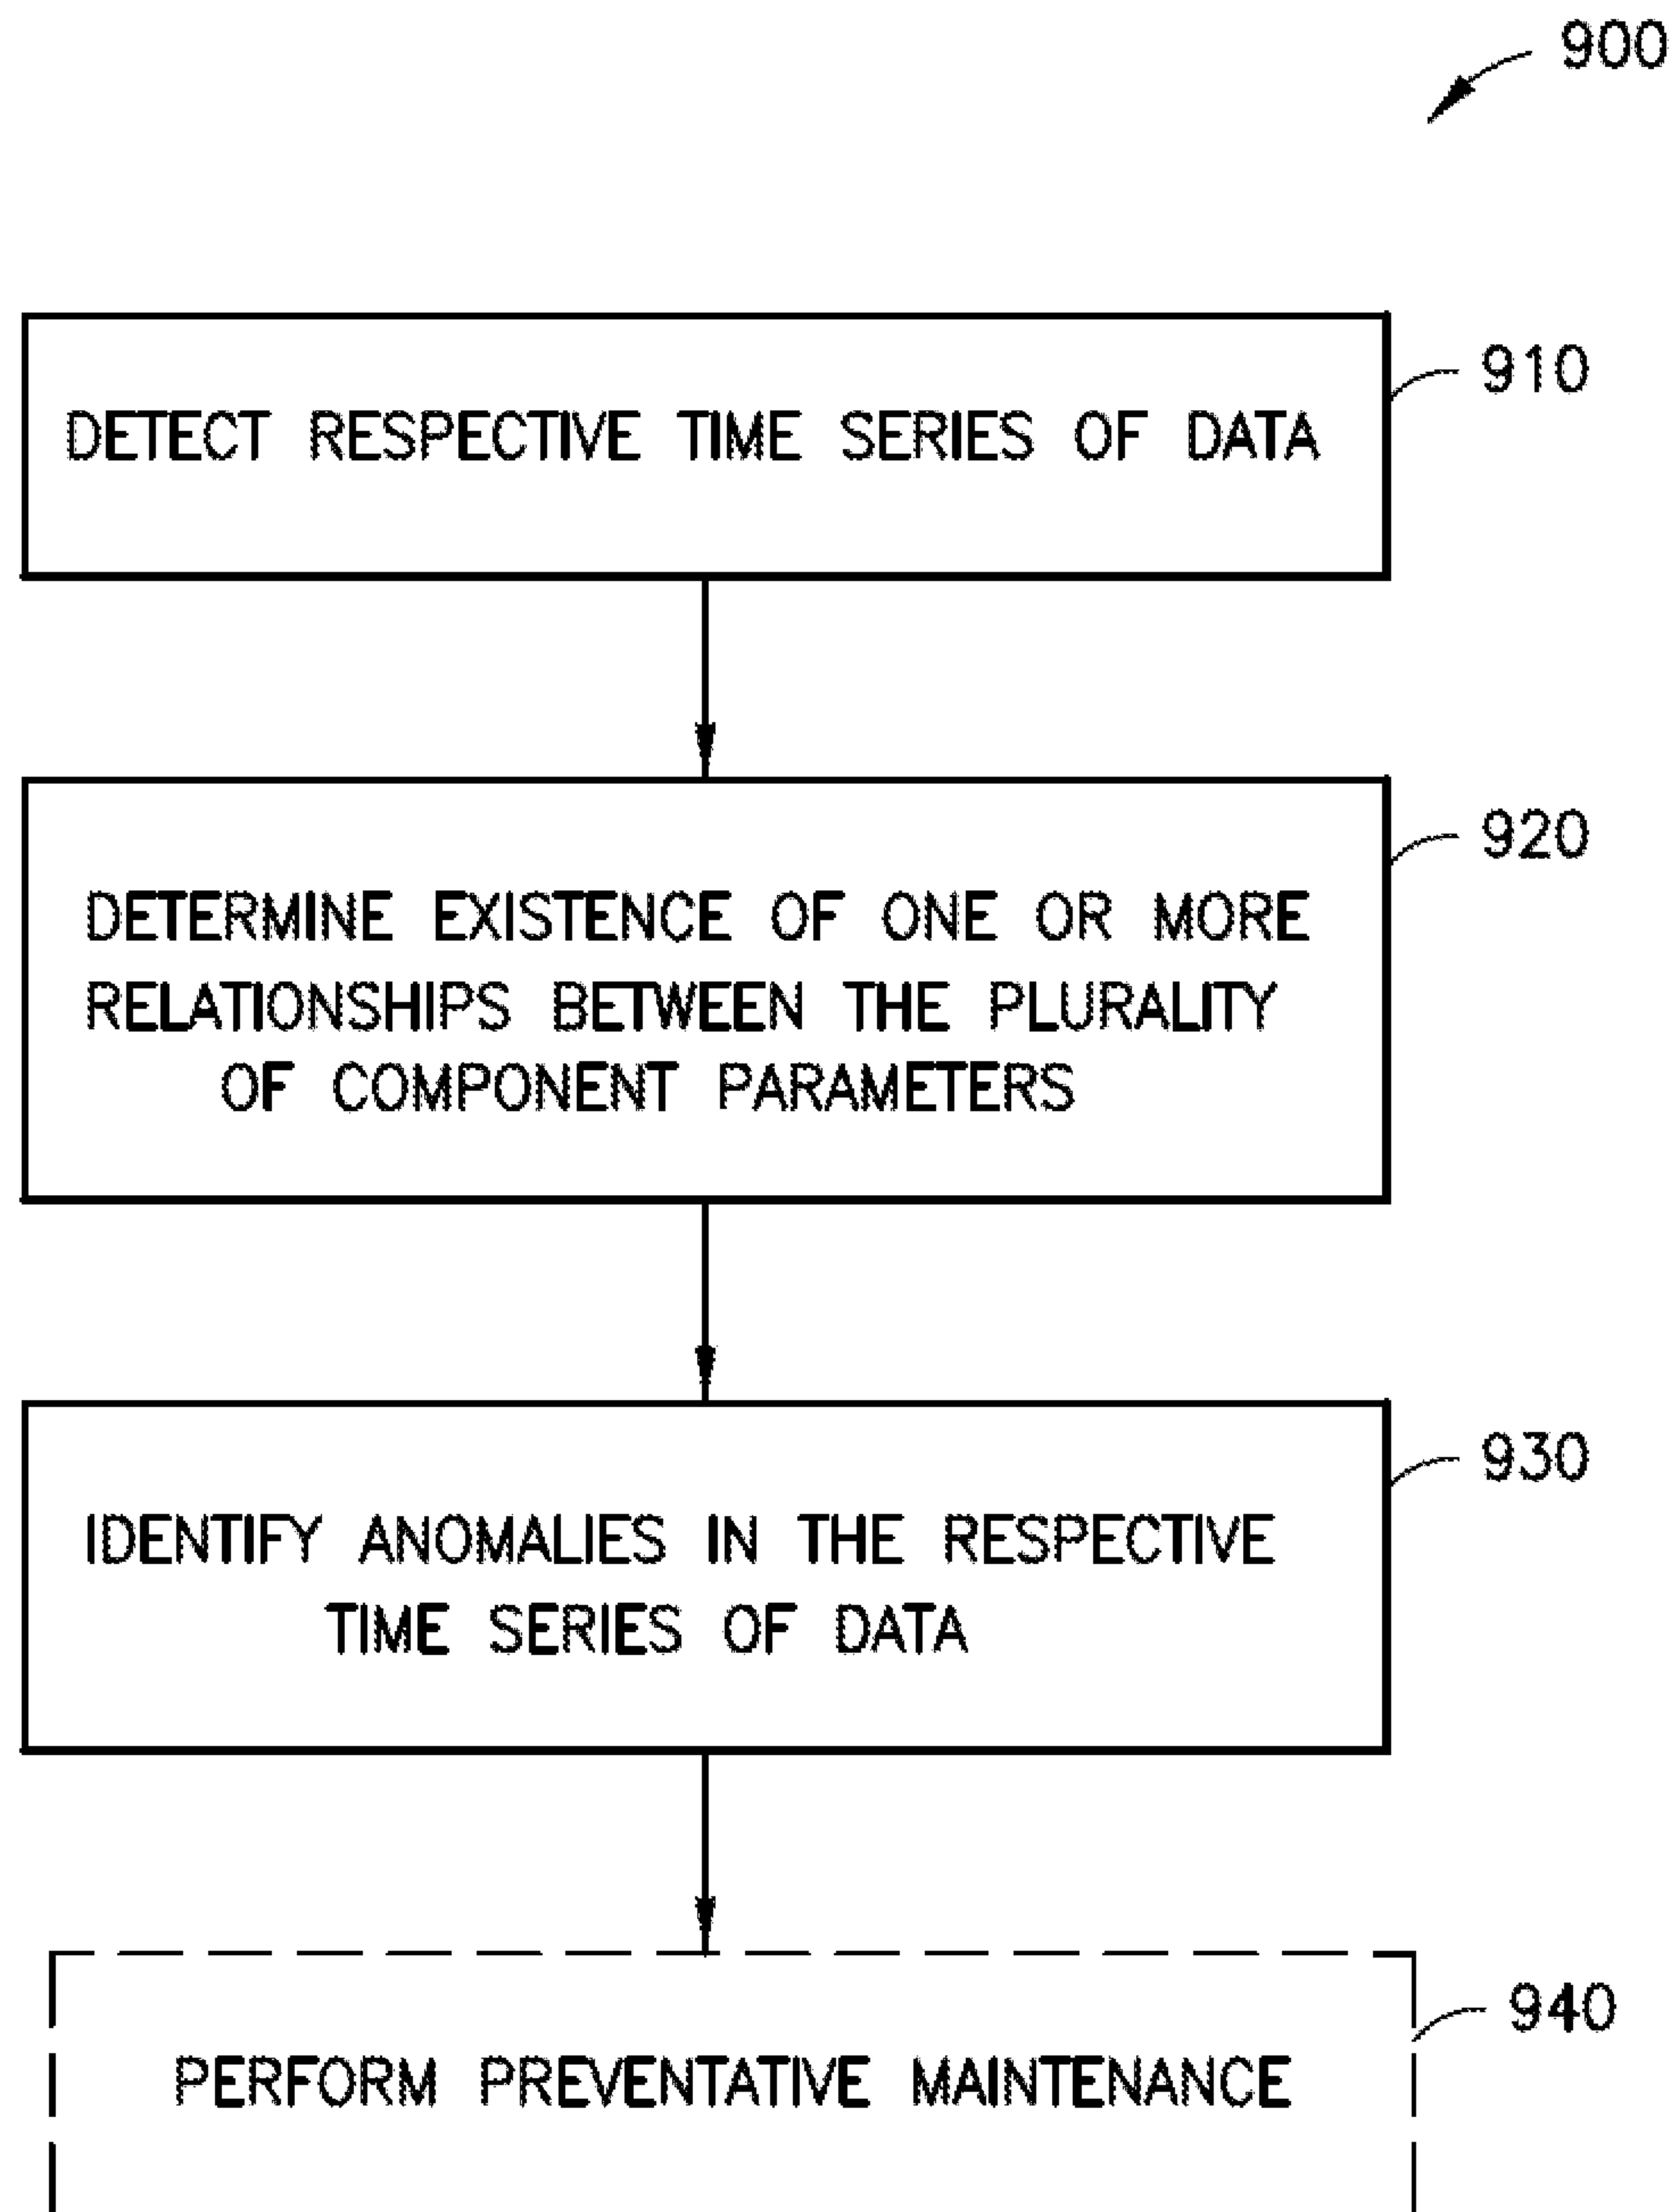 900
DETECT RESPECTIVE TIME SERIES OF DATA
910
DETERMINE EXISTENCE OF ONE OR MORE
RELATIONSHIPS BETWEEN THE PLURALITY
OF COMPONENT PARAMETERS
920
IDENTIFY ANOMALIES IN THE RESPECTIVE
TIME SERIES OF DATA
930
PERFORM PREVENTATIVE MAINTENANCE
940